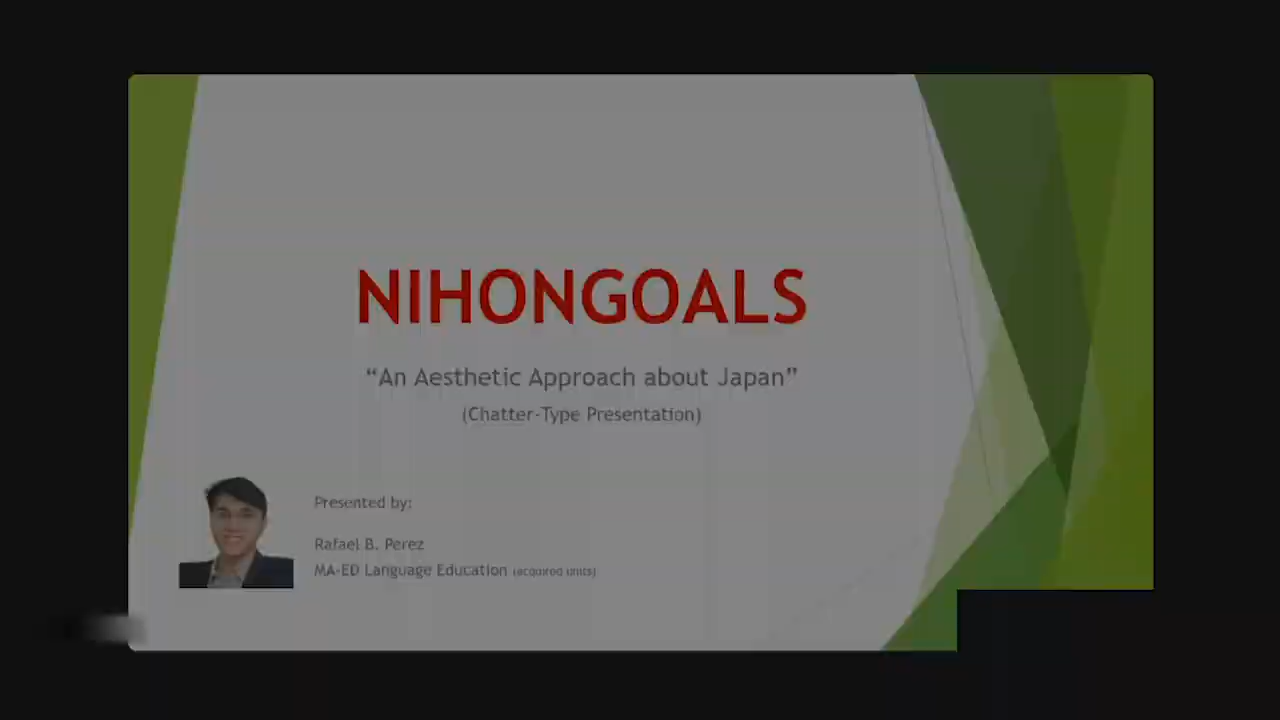 NIHONGOALS
“An Aesthetic Approach about Japan”
(Chatter-Type Presentation)
Presented by:
Rafael B. Perez
MA-ED Language Education (acquired units)